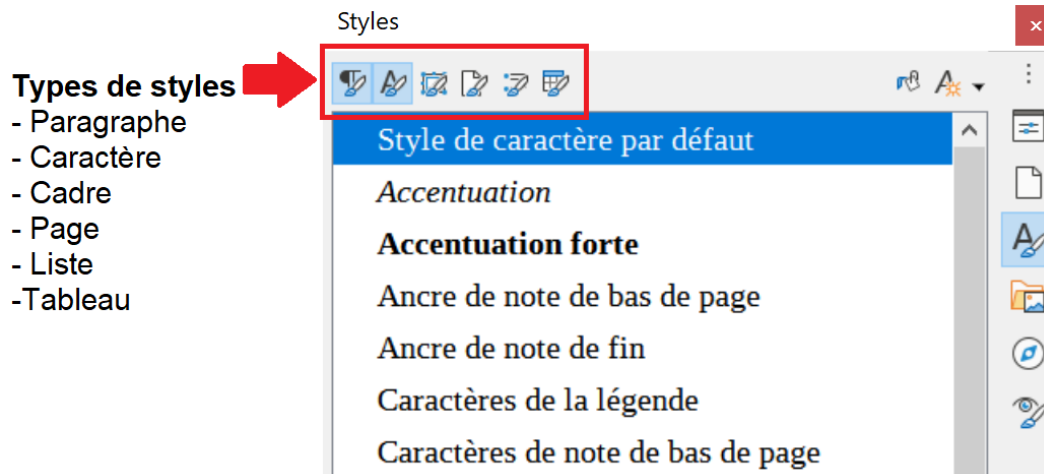 Styles
Types de styles
- Paragraphe
- Caractère
- Cadre
- Page
- Liste
-Tableau
Style de caractère par défaut
Accentuation
Accentuation forte
Ancre de note de bas de page
Ancre de note de fin
Caractères de la légende
Caractères de note de bas de page